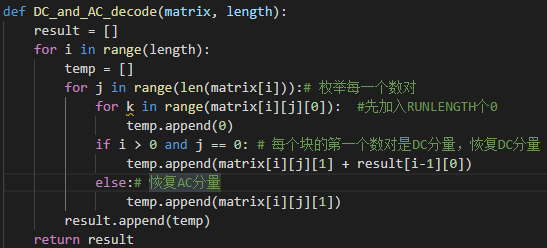 def DC_and_AC_decode(matrix, length):
    result = []
    for i in range(length):
        temp = []
        for j in range(len(matrix[i])):# 枚举每一个数对
            for k in range(matrix[i][j][0]):  #先加入RUNLENGTH个0
                temp.append(0)
            if i > 0 and j == 0: # 每个块的第一个数对是DC分量，恢复DC分量
                temp.append(matrix[i][j][1] + result[i-1][0])
            else:# 恢复AC分量
                temp.append(matrix[i][j][1])
        result.append(temp)
    return result